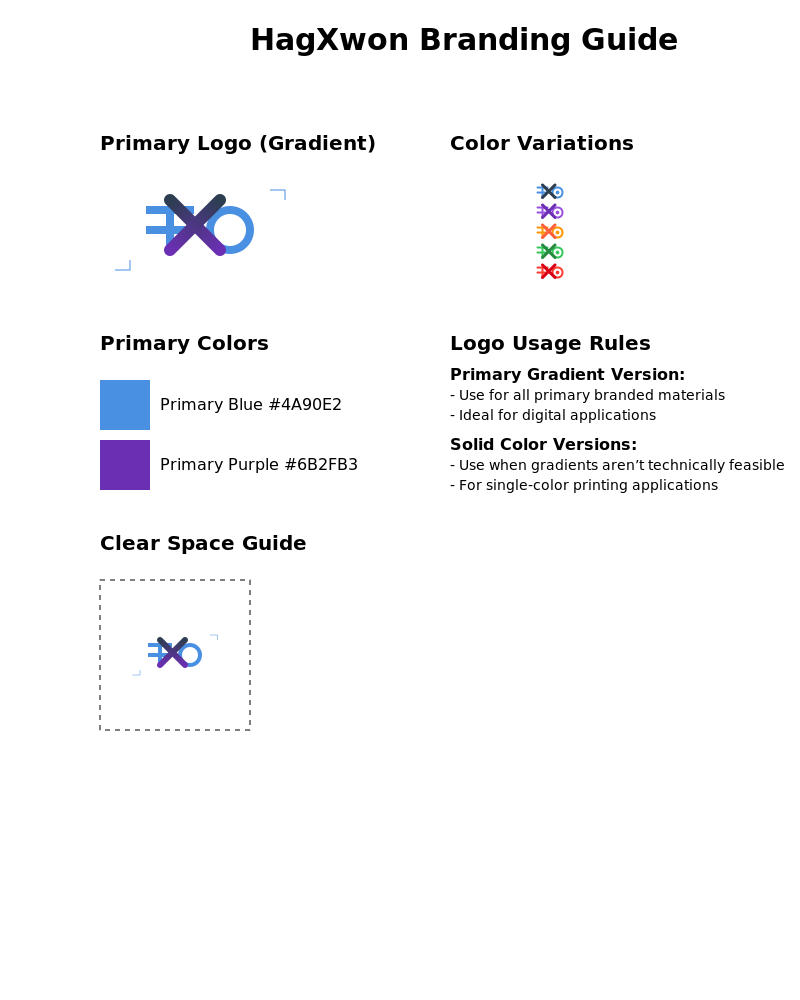 HagXwon Branding Guide
Primary Logo (Gradient)
Color Variations
Primary Colors
Primary Blue #4A90E2
Primary Purple #6B2FB3
Logo Usage Rules
Primary Gradient Version:
- Use for all primary branded materials
- Ideal for digital applications
Solid Color Versions:
- Use when gradients aren’t technically feasible
- For single-color printing applications
Clear Space Guide